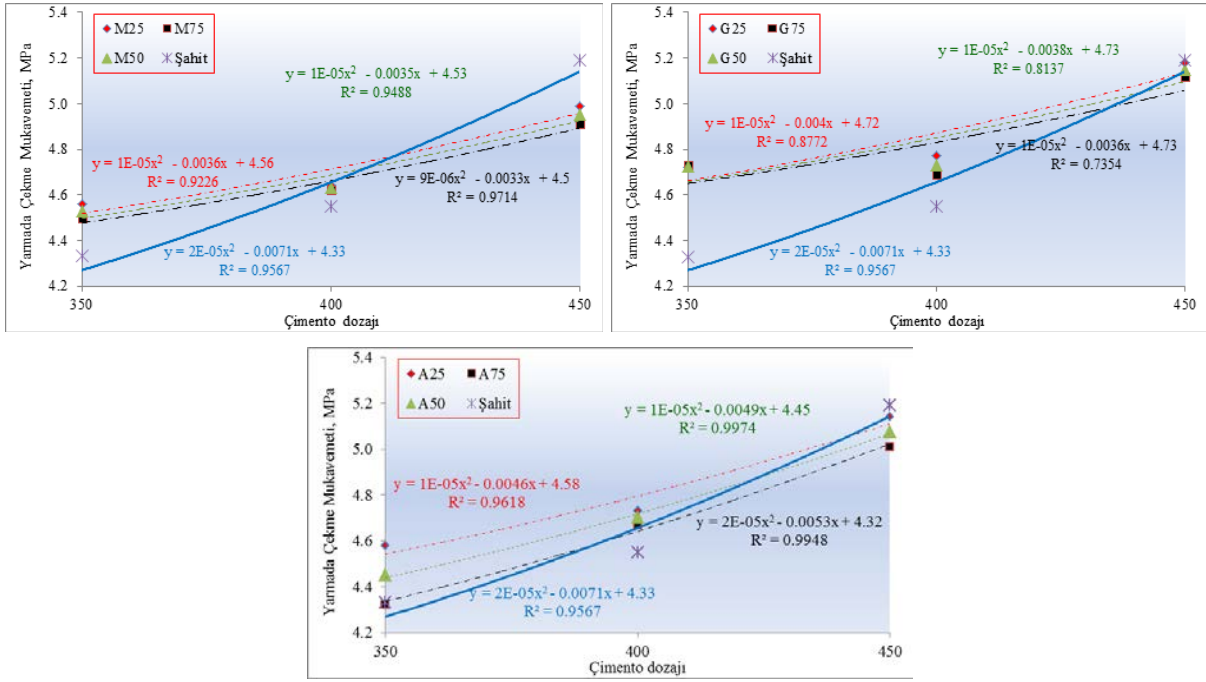 5.4
5.2
5.0
4.8
4.6
4.4
4.2
Yarmada Çekme Mukavemeti, MPa
M25 M75
M50 Şahit
y = 1E-05x² - 0.0035x + 4.53
R² = 0.9488
y = 1E-05x² - 0.0036x + 4.56
R² = 0.9226
y = 9E-06x² - 0.0033x + 4.5
R² = 0.9714
y = 2E-05x² - 0.0071x + 4.33
R² = 0.9567
350 400 450
Çimento dozajı
5.4
5.2
5.0
4.8
4.6
4.4
4.2
Yarmada Çekme Mukavemeti, MPa
G25 G75
G50 Şahit
y = 1E-05x² - 0.0038x + 4.73
R² = 0.8137
y = 1E-05x² - 0.004x + 4.72
R² = 0.8772
y = 1E-05x² - 0.0036x + 4.73
R² = 0.7354
y = 2E-05x² - 0.0071x + 4.33
R² = 0.9567
350 400 450
Çimento dozajı
5.4
5.2
5.0
4.8
4.6
4.4
4.2
Yarmada Çekme Mukavemeti, MPa
A25 A75
A50 Şahit
y = 1E-05x² - 0.0049x + 4.45
R² = 0.9974
y = 1E-05x² - 0.0046x + 4.58
R² = 0.9618
y = 2E-05x² - 0.0053x + 4.32
R² = 0.9948
y = 2E-05x² - 0.0071x + 4.33
R² = 0.9567
350 400 450
Çimento dozajı